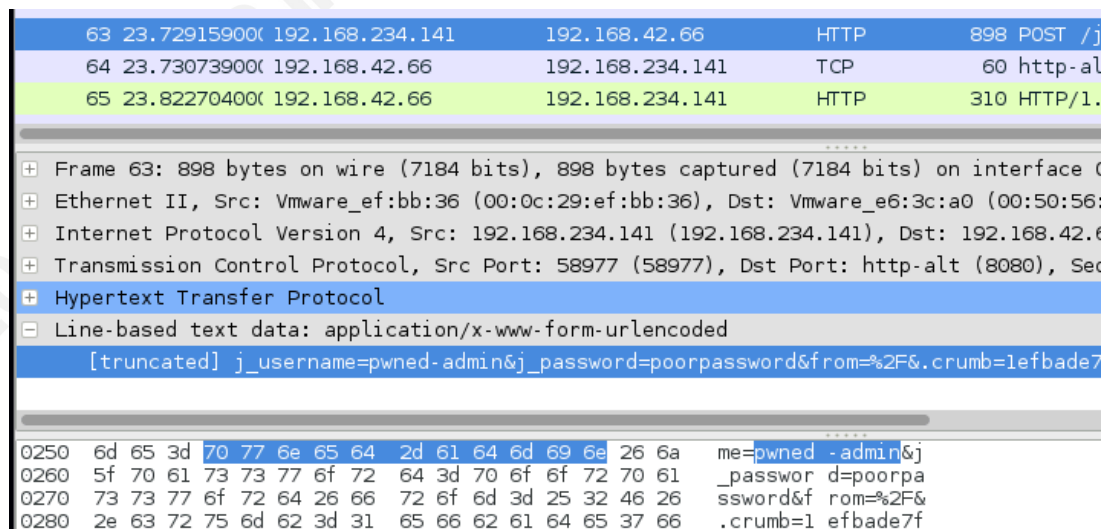 63 23.729159000( 192.168.234.141 192.168.42.66 HTTP 898 POST /j
64 23.730739000( 192.168.42.66 192.168.234.141 TCP 60 http-al
65 23.822704000( 192.168.42.66 192.168.234.141 HTTP 310 HTTP/1.
Frame 63: 898 bytes on wire (7184 bits), 898 bytes captured (7184 bits) on interface
Ethernet II, Src: Vmware_ef:bb:36 (00:0c:29:ef:bb:36), Dst: Vmware_e6:3c:a0 (00:50:56:
Internet Protocol Version 4, Src: 192.168.234.141 (192.168.234.141), Dst: 192.168.42.6
Transmission Control Protocol, Src Port: 58977 (58977), Dst Port: http-alt (8080), Sec
Hypertext Transfer Protocol
Line-based text data: application/x-www-form-urlencoded
[truncated] j_username=pwned-admin&j_password=poorpassword&from=%2F&.crumb=1efbade7
0250 6d 65 3d 70 77 6e 65 64 2d 61 64 6d 69 6e 26 6a me=pwned -admin&j
0260 5f 70 61 73 73 77 6f 72 64 3d 70 6f 6f 72 70 61 _passwor d=poorpa
0270 73 73 77 6f 72 64 26 66 72 6f 6d 3d 25 32 46 26 ssword&f rom=%2F&
0280 2e 63 72 75 6d 62 3d 31 65 66 62 61 64 65 37 66 .crumb=1 efbade7f